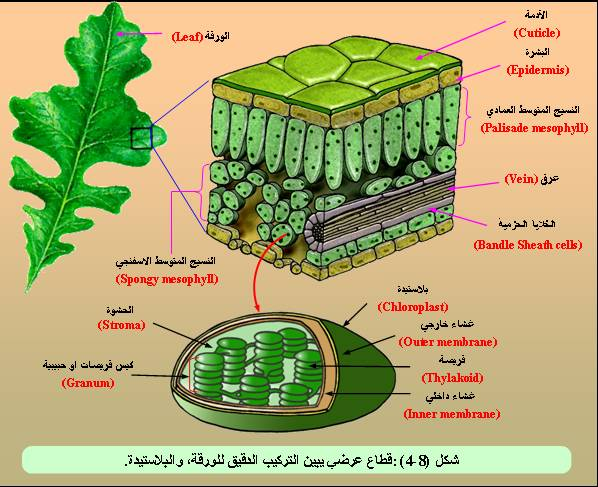 الورقة (Leaf)
الأدمة
(Cuticle)
البشرة
(Epidermis)
النسيج المتوسط العمادي
(Palisade mesophyll)
عرق (Vein)
الخلايا الحزمية
(Bandle Sheath cells)
النسيج المتوسط الاسفنجي
(Spongy mesophyll)
بلاستيدة
(Chloroplast)
الحشوة
(Stroma)
غشاء خارجي
(Outer membrane)
قريصة
(Thylakoid)
كيس قريصات او حبيبية
(Granum)
غشاء داخلي
(Inner membrane)
شكل (4-8): قطاع عرضي يبين التركيب الدقيق للورقة، والبلاستيدة.